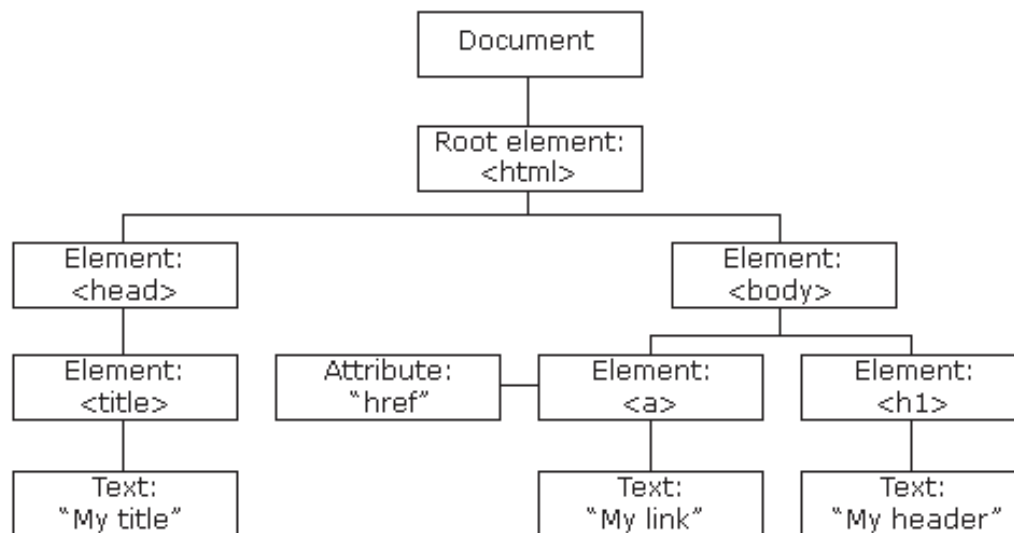 Document
Root element:
<html>
Element:
<head>
Element:
<body>
Element:
<title>
Attribute:
“href”
Element:
<a>
Element:
<h1>
Text:
“My title”
Text:
“My link”
Text:
“My header”